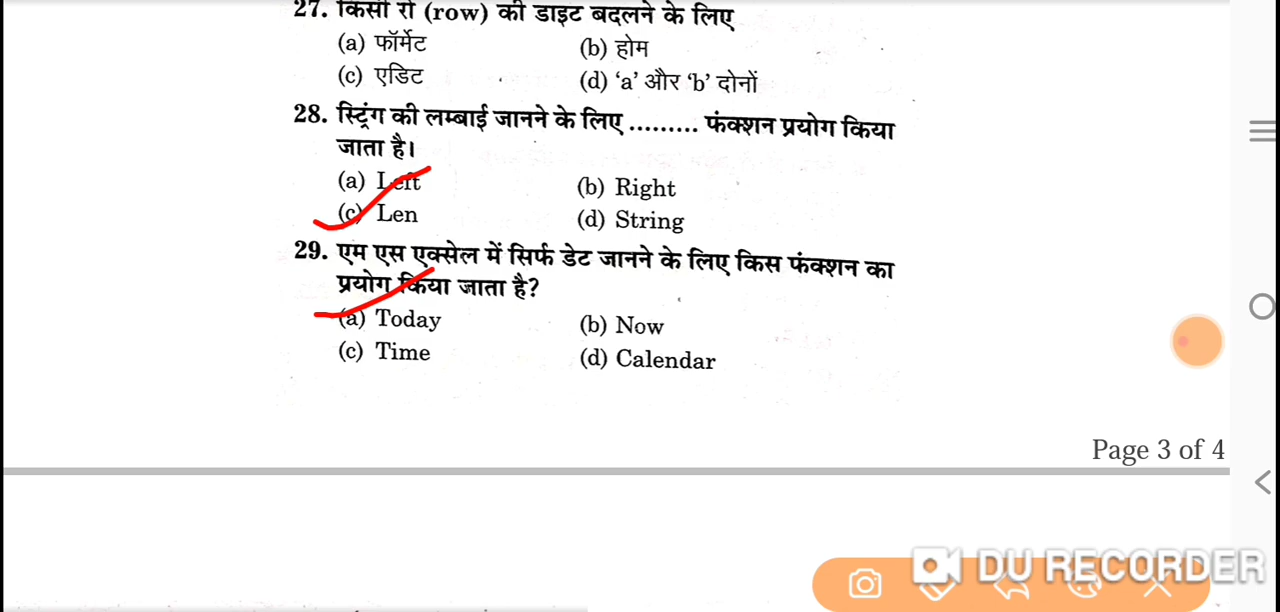 27. किसी रो (row) की डाइट बदलने के लिए
(a) फॉर्मेट (b) होम
(c) एडिट (d) ‘a’ और ‘b’ दोनों
28. स्ट्रिंग की लम्बाई जानने के लिए ......... फंक्शन प्रयोग किया
जाता है।
(a) Left (b) Right
(c) Len (d) String
29. एम एस एक्सेल में सिर्फ डेट जानने के लिए किस फंक्शन का
प्रयोग किया जाता है?
(a) Today (b) Now
(c) Time (d) Calendar
Page 3 of 4
DU RECORDER